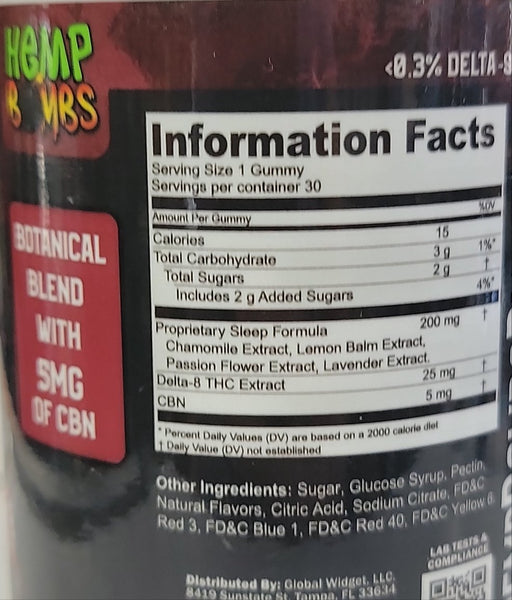 HEMP
BOMBS
<0.3% DELTA-9
BOTANICAL
BLEND
WITH
5MG
OF CBN
Information Facts
Serving Size 1 Gummy
Servings per container 30
%DV
Amount Per Gummy
Calories 15
Total Carbohydrate 3 g 1%*
Total Sugars 2 g †
Includes 2 g Added Sugars 4%*
Proprietary Sleep Formula 200 mg †
Chamomile Extract, Lemon Balm Extract,
Passion Flower Extract, Lavender Extract.
Delta-8 THC Extract 25 mg †
CBN 5 mg †
* Percent Daily Values (DV) are based on a 2000 calorie diet
† Daily Value (DV) not established
Other Ingredients: Sugar, Glucose Syrup, Pectin,
Natural Flavors, Citric Acid, Sodium Citrate, FD&C
Red 3, FD&C Blue 1, FD&C Red 40, FD&C Yellow 6
LAB TESTS &
COMPLIANCE
Distributed By: Global Widget, LLC,
8419 Sunstate St. Tampa, FL 33634